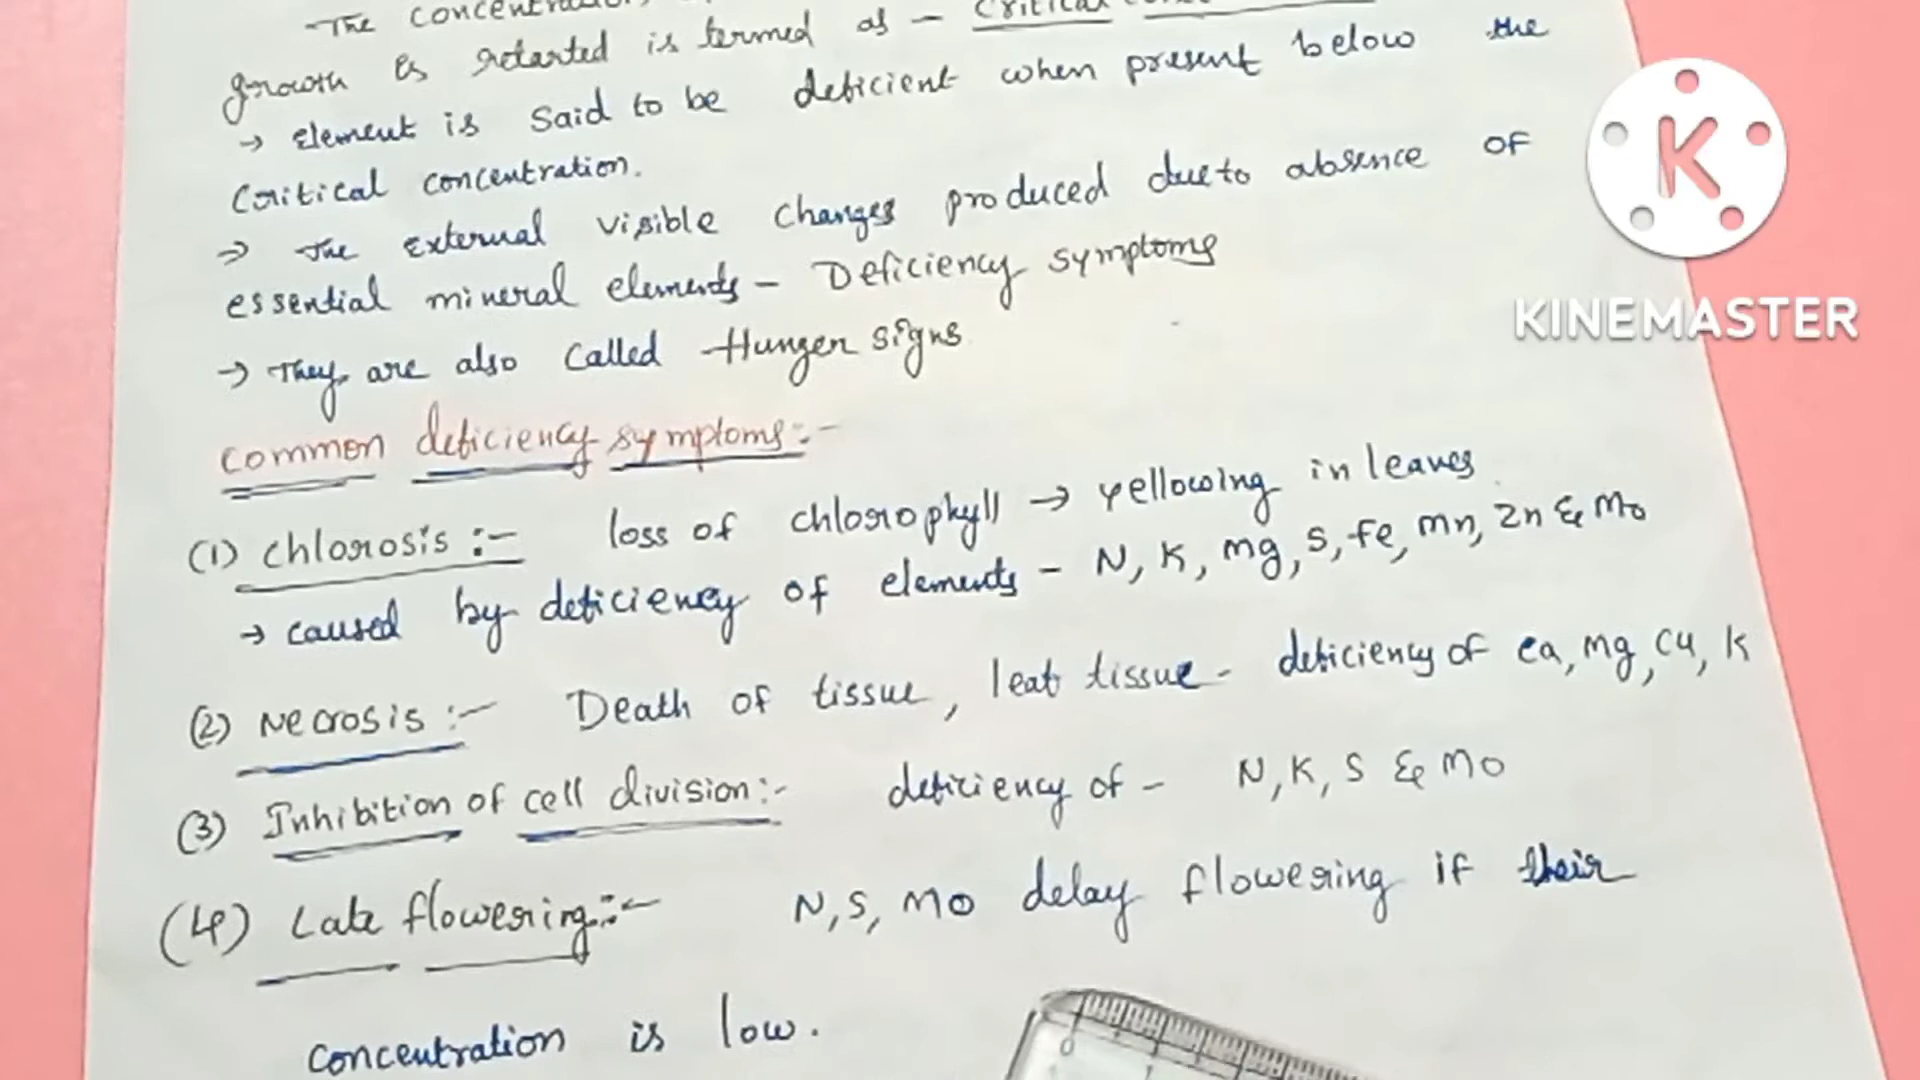 The
growth is retarted is termed as - Critical
→ Element is said to be deficient when present below the
Critical concentration.
→ The External visible changes produced due to absence of
essential mineral elements - Deficiency symptoms
→ They are also called Hunger signs
Common deficiency symptoms:-
(1) Chlorosis :- loss of chlorophyll → yellowing in leaves
→ caused by deficiency of elements - N, K, Mg, S, Fe, Mn, Zn & Mo
(2) Necrosis :- Death of tissue, leaf tissue - deficiency of Ca, Mg, Cu, K
(3) Inhibition of cell division:- deficiency of - N, K, S & Mo
(4) Late flowering:- N, S, Mo delay flowering if their
concentration is low.
K
KINEMASTER
0